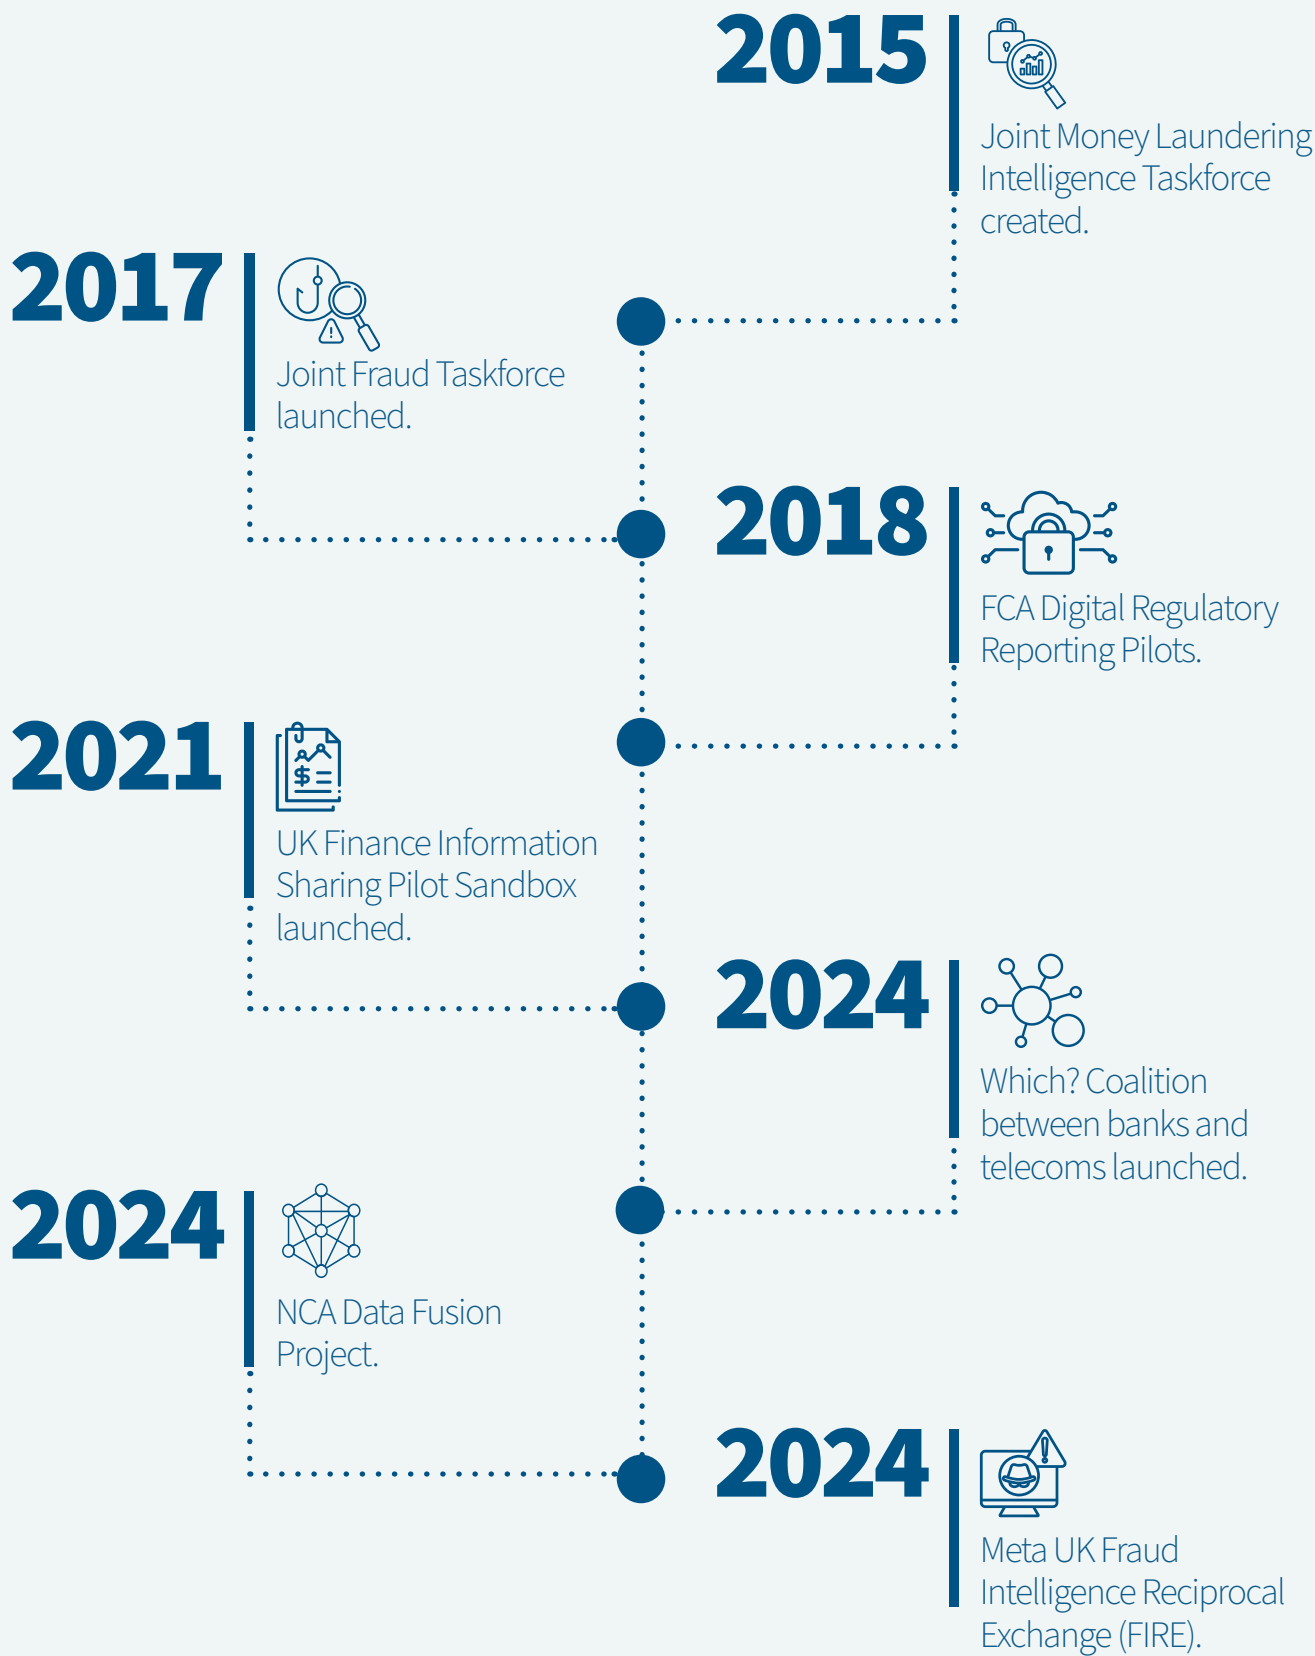 2015
Joint Money Laundering
Intelligence Taskforce
created.
2017
Joint Fraud Taskforce
launched.
2018
FCA Digital Regulatory
Reporting Pilots.
2021
$
UK Finance Information
Sharing Pilot Sandbox
launched.
2024
Which? Coalition
between banks and
telecoms launched.
2024
NCA Data Fusion
Project.
2024
Meta UK Fraud
Intelligence Reciprocal
Exchange (FIRE).